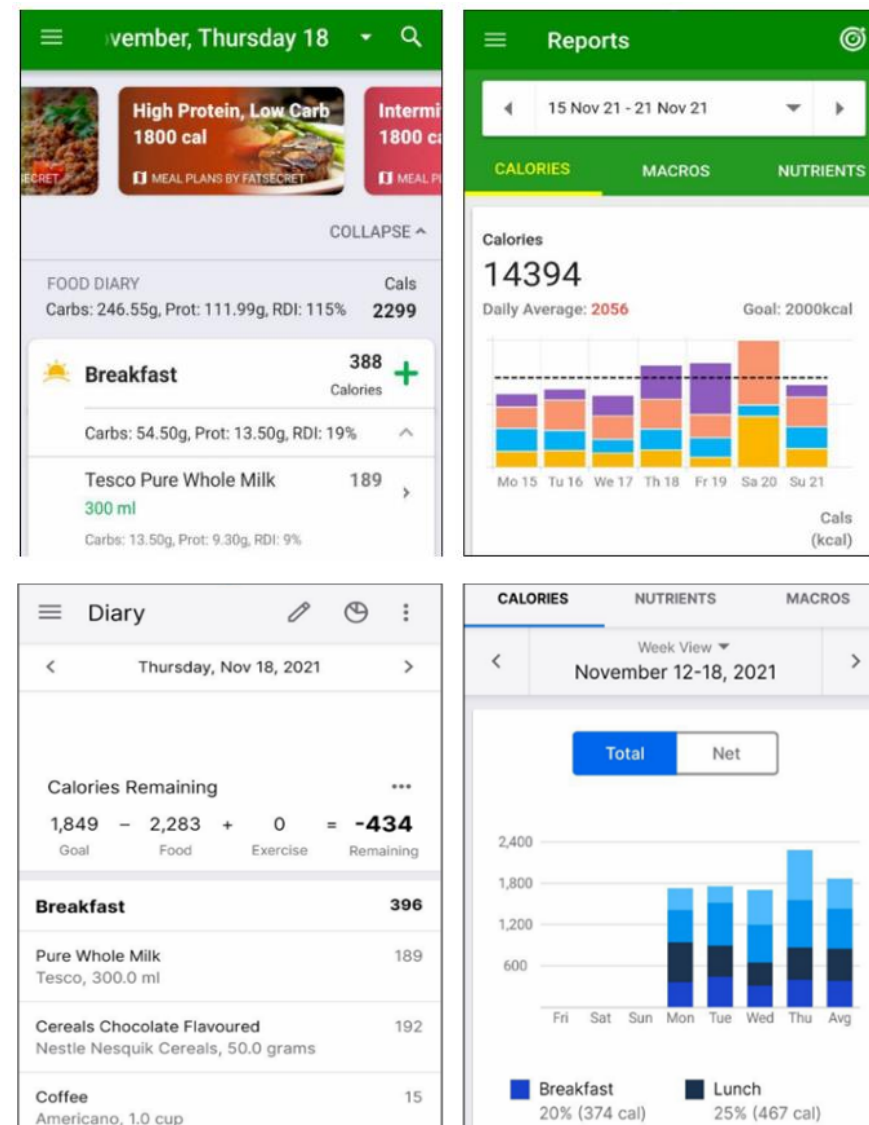 vember, Thursday 18
High Protein, Low Carb
1800 cal
MEAL PLANS BY FATSECRET
ECRET
Intermi
1800 ca
MEAL PL
COLLAPSE
FOOD DIARY Cals
Carbs: 246.55g, Prot: 111.99g, RDI: 115% 2299
Breakfast 388
Calories
Carbs: 54.50g, Prot: 13.50g, RDI: 19%
Tesco Pure Whole Milk 189
300 ml
Carbs: 13.50g, Prot: 9.30g, RDI: 9%
Reports
15 Nov 21 - 21 Nov 21
CALORIES MACROS NUTRIENTS
Calories
14394
Daily Average: 2056 Goal: 2000kcal
Mo 15 Tu 16 We 17 Th 18 Fr 19 Sa 20 Su 21
Cals
(kcal)
Diary
Thursday, Nov 18, 2021
Calories Remaining
1,849 – 2,283 + 0 = -434
Goal Food Exercise Remaining
Breakfast 396
Pure Whole Milk 189
Tesco, 300.0 ml
Cereals Chocolate Flavoured 192
Nestle Nesquik Cereals, 50.0 grams
Coffee 15
Americano, 1.0 cup
CALORIES NUTRIENTS MACROS
Week View
November 12-18, 2021
Total Net
2,400
1,800
1,200
600
Fri Sat Sun Mon Tue Wed Thu Avg
Breakfast Lunch
20% (374 cal) 25% (467 cal)